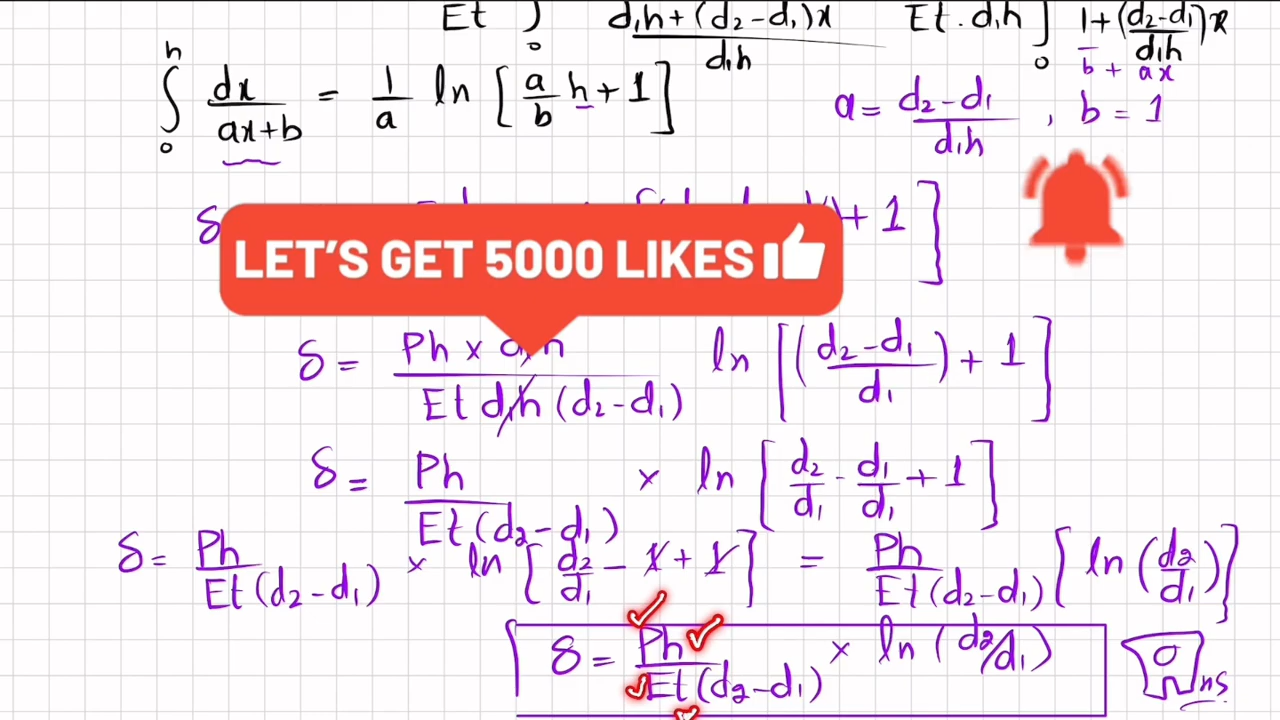 Et ∫ d₁h+(d₂-d₁)x Et.d₁h ∫ 1+(d₂-d₁)x
0 d₁h 0 d₁h
b + ax
∫₀ʰ dx/(ax+b) = 1/a ln [a/b h + 1]
a = (d₂-d₁)/(d₁h) , b = 1
δ + 1]
LET'S GET 5000 LIKES
δ = Ph × d₁h / Et d₁h (d₂-d₁) ln [((d₂-d₁)/d₁) + 1]
δ = Ph / Et(d₂-d₁) × ln [d₂/d₁ - d₁/d₁ + 1]
δ = Ph / Et(d₂-d₁) × ln [d₂/d₁ - 1 + 1] = Ph / Et(d₂-d₁) [ln (d₂/d₁)]
δ = Ph / Et(d₂-d₁) × ln (d₂/d₁)
ns